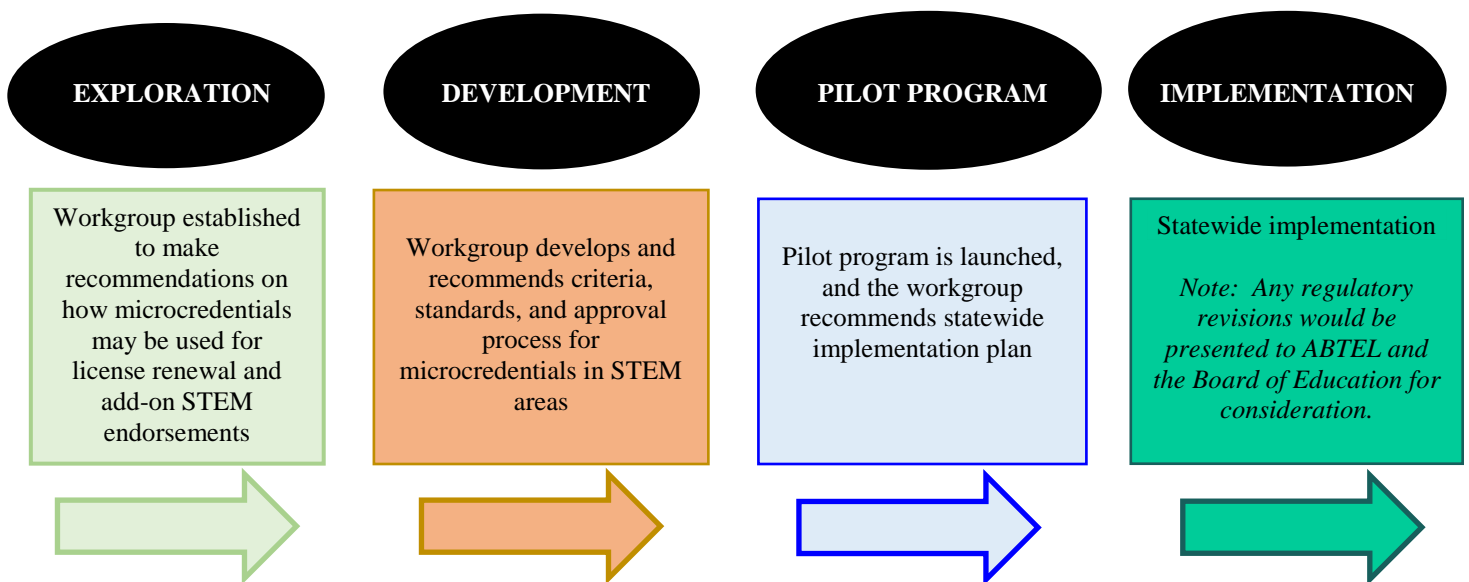 EXPLORATION
DEVELOPMENT
PILOT PROGRAM
IMPLEMENTATION
Workgroup established
to make
recommendations on
how microcredentials
may be used for
license renewal and
add-on STEM
endorsements
Workgroup develops and
recommends criteria,
standards, and approval
process for
microcredentials in STEM
areas
Pilot program is launched,
and the workgroup
recommends statewide
implementation plan
Statewide implementation
Note:  Any regulatory
revisions would be
presented to ABTEL and
the Board of Education for
consideration.